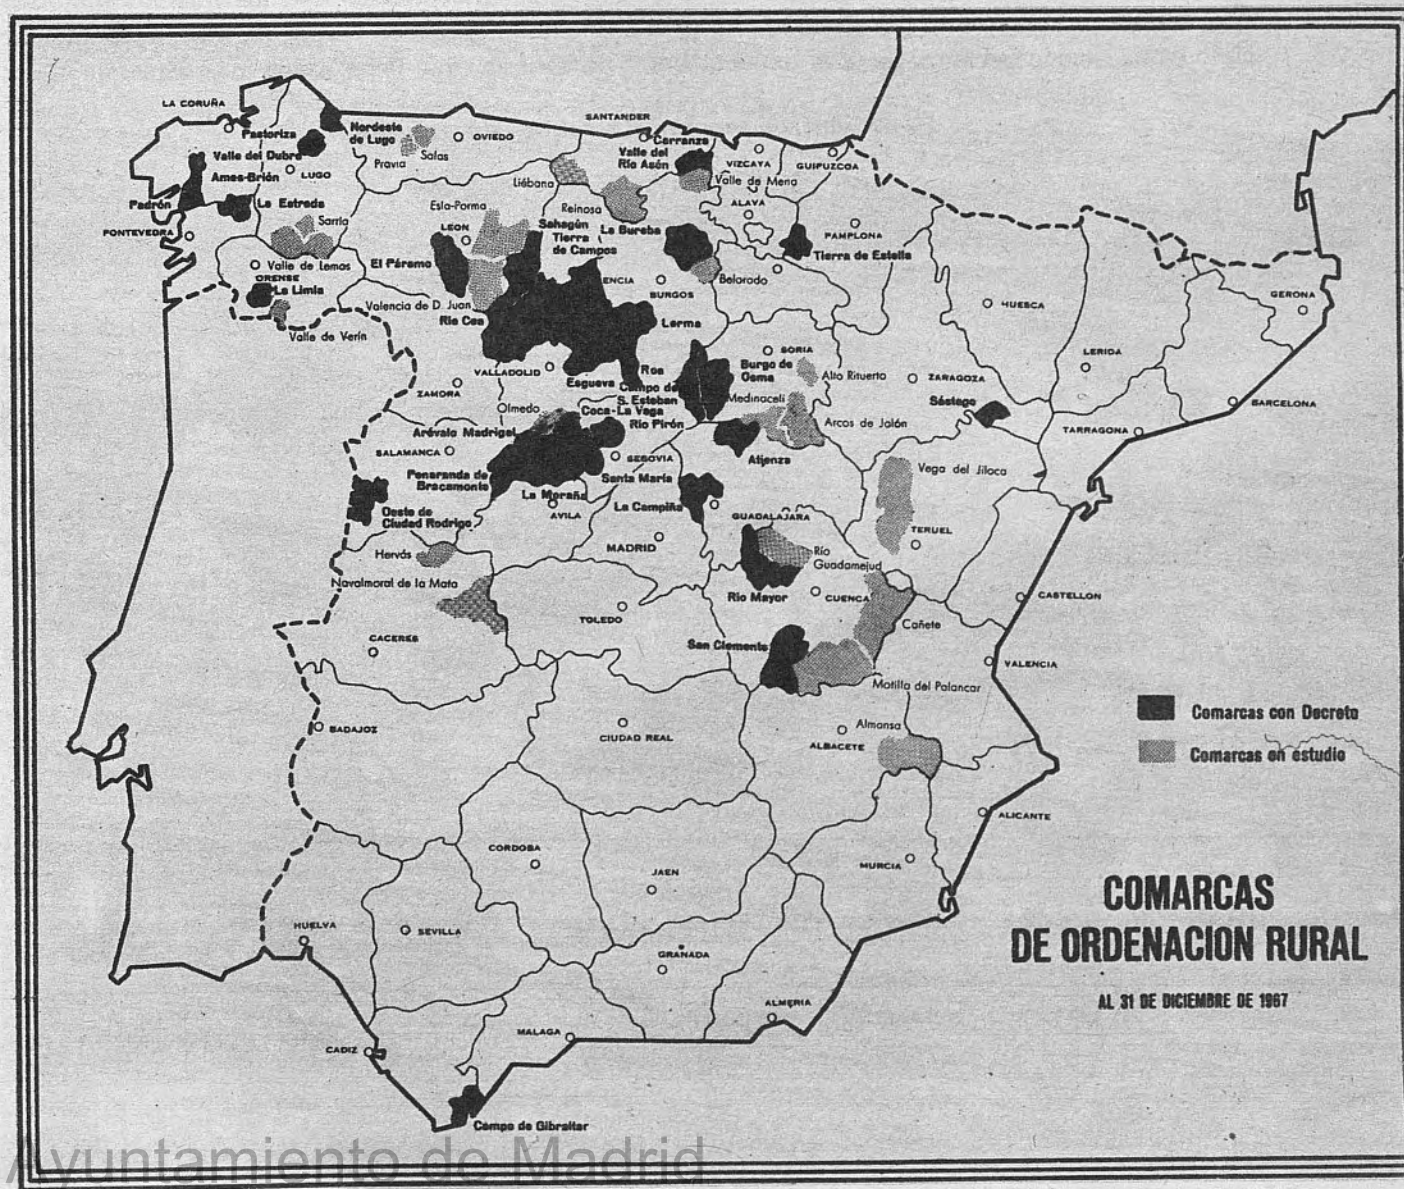 LA CORUÑA
Pastoriza
Nordeste
de Lugo
Valle del Dubra
Ames-Brión
LUGO
Padrón
La Estrada
PONTEVEDRA
Sarria
Valle de Lemos
ORENSE
La Limia
Valle de Verín
Pravia
Salas
OVIEDO
SANTANDER
Carranza
Valle del
Río Asón
VIZCAYA
GUIPUZCOA
Valle de Mena
Liébana
Reinosa
ALAVA
PAMPLONA
Tierra de Estella
Esla-Porma
LEON
Sahagún
Tierra
de Campos
La Bureba
El Páramo
ENCIA
BURGOS
Belorado
Valencia de D. Juan
Río Cea
Lerma
HUESCA
GERONA
LERIDA
BARCELONA
TARRAGONA
ZARAGOZA
Sástago
SORIA
Burgo de
Osma
Alto Rituerto
VALLADOLID
Esgueva
Roa
Campo de
S. Esteban
Medinaceli
Arcos de Jalón
ZAMORA
Olmedo
Coca-La Vega
Río Pirón
Arévalo Madrigal
SALAMANCA
SEGOVIA
Atienza
Peñaranda de
Bracamonte
Santa María
La Moraña
AVILA
La Campiña
GUADALAJARA
Oeste de
Ciudad Rodrigo
Vega del Jiloca
TERUEL
Hervás
MADRID
Río
Guadamejud
Navalmoral de la Mata
Río Mayor
CUENCA
CASTELLON
TOLEDO
Cañete
CACERES
San Clemente
VALENCIA
Motilla del Palancar
BADAJOZ
CIUDAD REAL
Almansa
ALBACETE
Comarcas con Decreto
Comarcas en estudio
ALICANTE
CORDOBA
JAEN
MURCIA
COMARCAS
DE ORDENACION RURAL
AL 31 DE DICIEMBRE DE 1967
HUELVA
SEVILLA
GRANADA
ALMERIA
MALAGA
CADIZ
Campo de Gibraltar
Ayuntamiento de Madrid